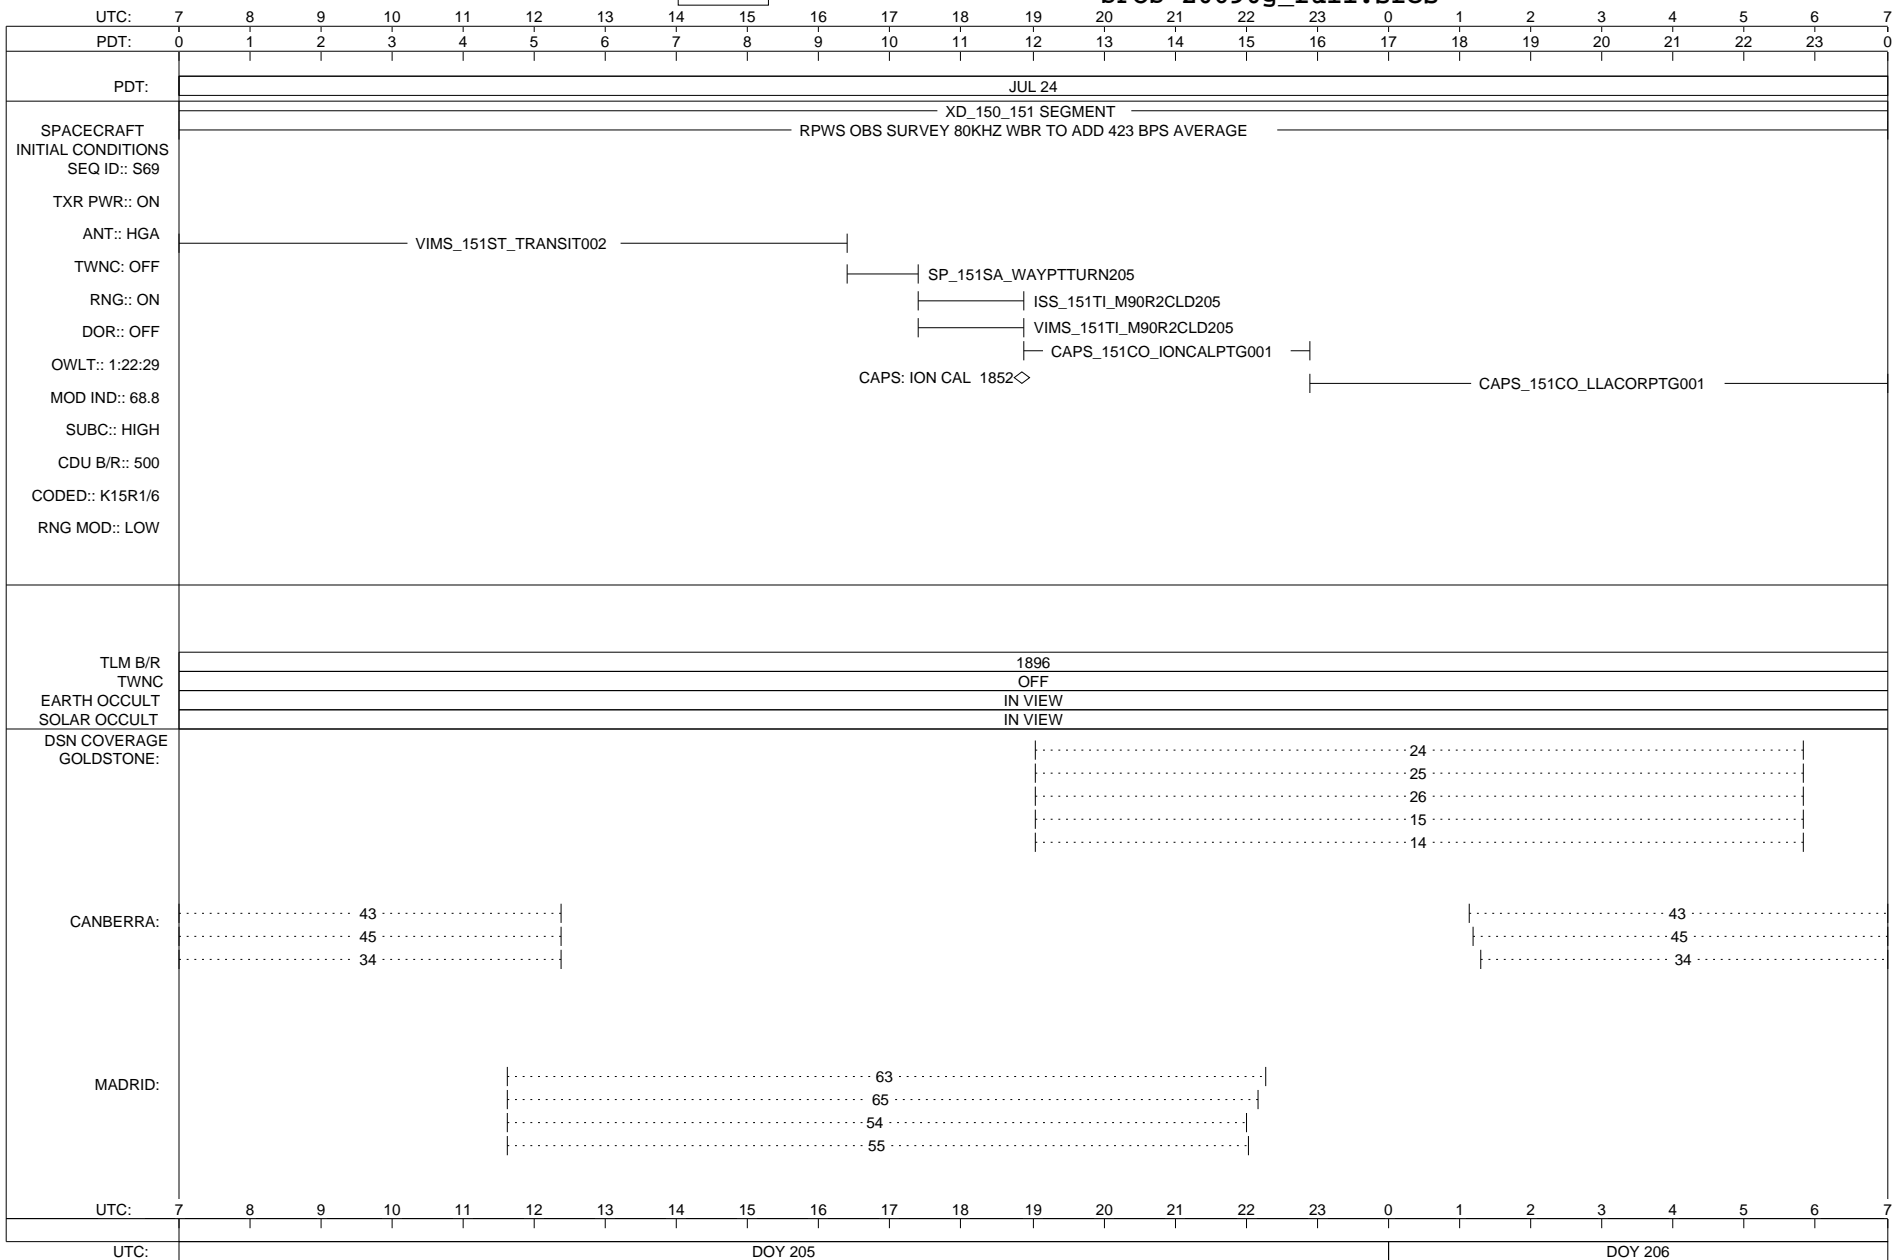 UTC: 7 8 9 10 11 12 13 14 15 16 17 18 19 20 21 22 23 0 1 2 3 4 5 6 7
PDT: 0 1 2 3 4 5 6 7 8 9 10 11 12 13 14 15 16 17 18 19 20 21 22 23 0
PDT: JUL 24
XD_150_151 SEGMENT
SPACECRAFT RPWS OBS SURVEY 80KHZ WBR TO ADD 423 BPS AVERAGE
INITIAL CONDITIONS
SEQ ID:: S69
TXR PWR:: ON
ANT:: HGA
VIMS_151ST_TRANSIT002
TWNC: OFF
SP_151SA_WAYPTTURN205
RNG:: ON
ISS_151TI_M90R2CLD205
DOR:: OFF
VIMS_151TI_M90R2CLD205
CAPS_151CO_IONCALPTG001
OWLT:: 1:22:29
CAPS: ION CAL 1852
CAPS_151CO_LLACORPTG001
MOD IND:: 68.8
SUBC:: HIGH
CDU B/R:: 500
CODED:: K15R1/6
RNG MOD:: LOW
TLM B/R 1896
TWNC OFF
EARTH OCCULT IN VIEW
SOLAR OCCULT IN VIEW
DSN COVERAGE
GOLDSTONE: 24
25
26
15
14
CANBERRA: 43 43
45 45
34 34
MADRID: 63
65
54
55
UTC: 7 8 9 10 11 12 13 14 15 16 17 18 19 20 21 22 23 0 1 2 3 4 5 6 7
UTC: DOY 205 DOY 206